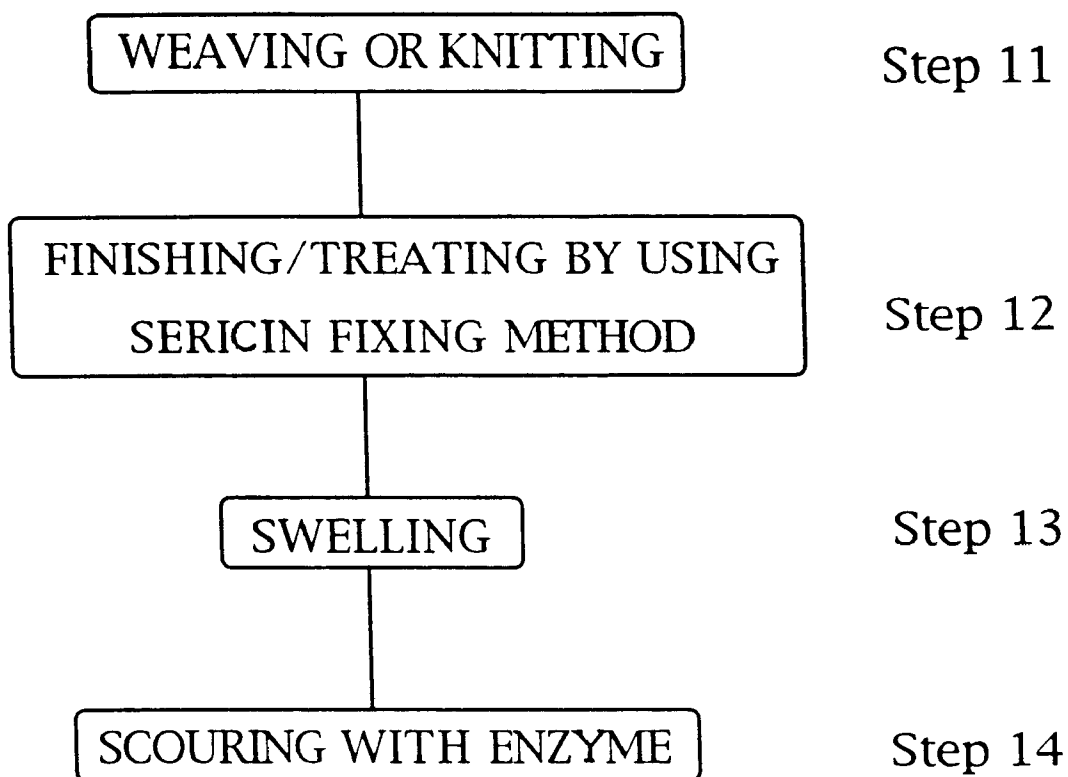 WEAVING OR KNITTING
Step 11
FINISHING/TREATING BY USING
SERICIN FIXING METHOD
Step 12
SWELLING
Step 13
SCOURING WITH ENZYME
Step 14